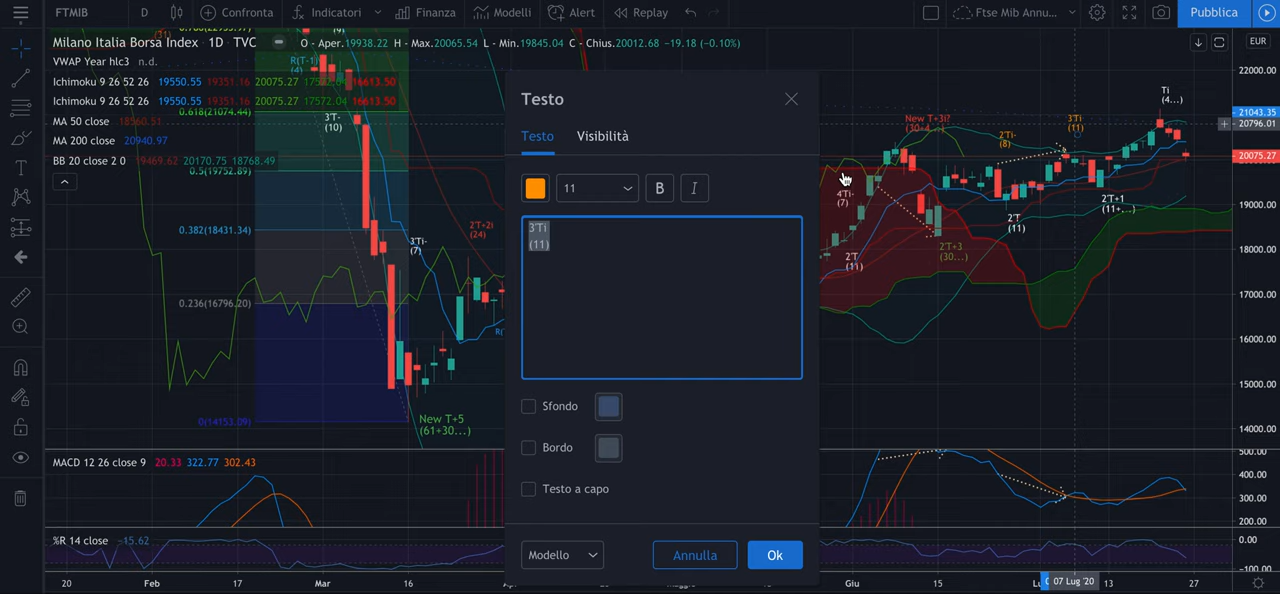 FTMIB D Confronta Indicatori Finanza Modelli Alert Replay Ftse Mib Annu... Pubblica
Milano Italia Borsa Index · 1D · TVC O - Aper.19938.22 H - Max.20065.54 L - Min.19845.04 C - Chius.20012.68 -19.18 (-0.10%)
EUR
VWAP Year hlc3 n.d.
R(T-1)
(4)
Ichimoku 9 26 52 26 19550.55 19351.16 20075.27 17572.04 16613.50
Ichimoku 9 26 52 26 19550.55 19351.16 20075.27 17572.04 16613.50
0.618(21074.44)
MA 50 close 18960.51
MA 200 close 20940.97
BB 20 close 2 0 19469.62 20170.75 18768.49
0.5(19752.89)
3'T-
(10)
0.382(18431.34)
3'Ti-
(7)
2'T+2i
(24)
0.236(16796.20)
0(14153.09)
New T+5
(61+30...)
Testo
Testo Visibilità
11 B I
3'Ti
(11)
Sfondo
Bordo
Testo a capo
Modello Annulla Ok
New T+3i?
(30+4...)
4'Ti-
(7)
2'T
(11)
2'T+3
(30...)
2'Ti-
(8)
3'Ti
(11)
2'T
(11)
2'T+1
(11+...)
Ti
(4...)
22000.00
21043.35
20796.01
20075.27
19000.00
18000.00
17000.00
16000.00
15000.00
14000.00
MACD 12 26 close 9 20.33 322.77 302.43
500.00
400.00
300.00
200.00
%R 14 close -15.62
0.00
-100.00
20 Feb 17 Mar 16 Giu 15 07 Lug '20 13 27